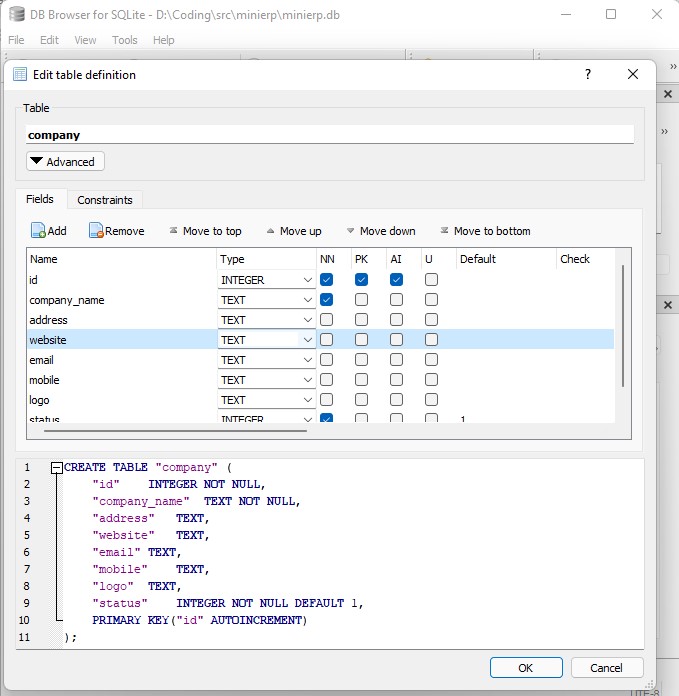 DB Browser for SQLite - D:\Coding\src\minierp\minierp.db
File Edit View Tools Help
Edit table definition
?
Table
company
Advanced
Fields Constraints
Add Remove Move to top Move up Move down Move to bottom
Name Type NN PK AI U Default Check
id INTEGER
company_name TEXT
address TEXT
website TEXT
email TEXT
mobile TEXT
logo TEXT
status INTEGER 1
1 CREATE TABLE "company" (
2 "id" INTEGER NOT NULL,
3 "company_name" TEXT NOT NULL,
4 "address" TEXT,
5 "website" TEXT,
6 "email" TEXT,
7 "mobile" TEXT,
8 "logo" TEXT,
9 "status" INTEGER NOT NULL DEFAULT 1,
10 PRIMARY KEY("id" AUTOINCREMENT)
11 );
OK Cancel
UTF-8